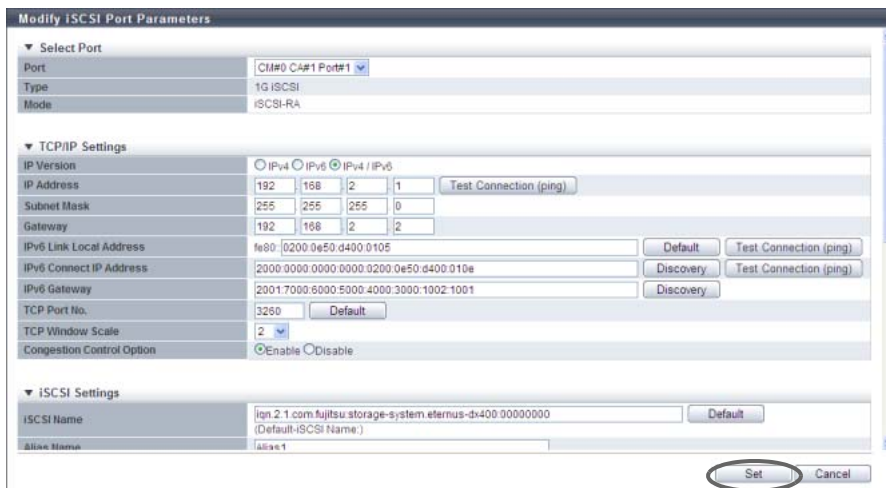 Modify iSCSI Port Parameters
Select Port
Port CM#0 CA#1 Port#1
Type 1G iSCSI
Mode iSCSI-RA
TCP/IP Settings
IP Version IPv4 IPv6 IPv4 / IPv6
IP Address 192 . 168 . 2 . 1 Test Connection (ping)
Subnet Mask 255 . 255 . 255 . 0
Gateway 192 . 168 . 2 . 2
IPv6 Link Local Address fe80: :0200:0e50:d400:0105 Default Test Connection (ping)
IPv6 Connect IP Address 2000:0000:0000:0000:0200:0e50:d400:010e Discovery Test Connection (ping)
IPv6 Gateway 2001:7000:6000:5000:4000:3000:1002:1001 Discovery
TCP Port No. 3260 Default
TCP Window Scale 2
Congestion Control Option Enable Disable
iSCSI Settings
iSCSI Name iqn.2.1.com.fujitsu:storage-system.eternus-dx400:00000000 Default
(Default-iSCSI Name:)
Alias Name Alias1
Set Cancel